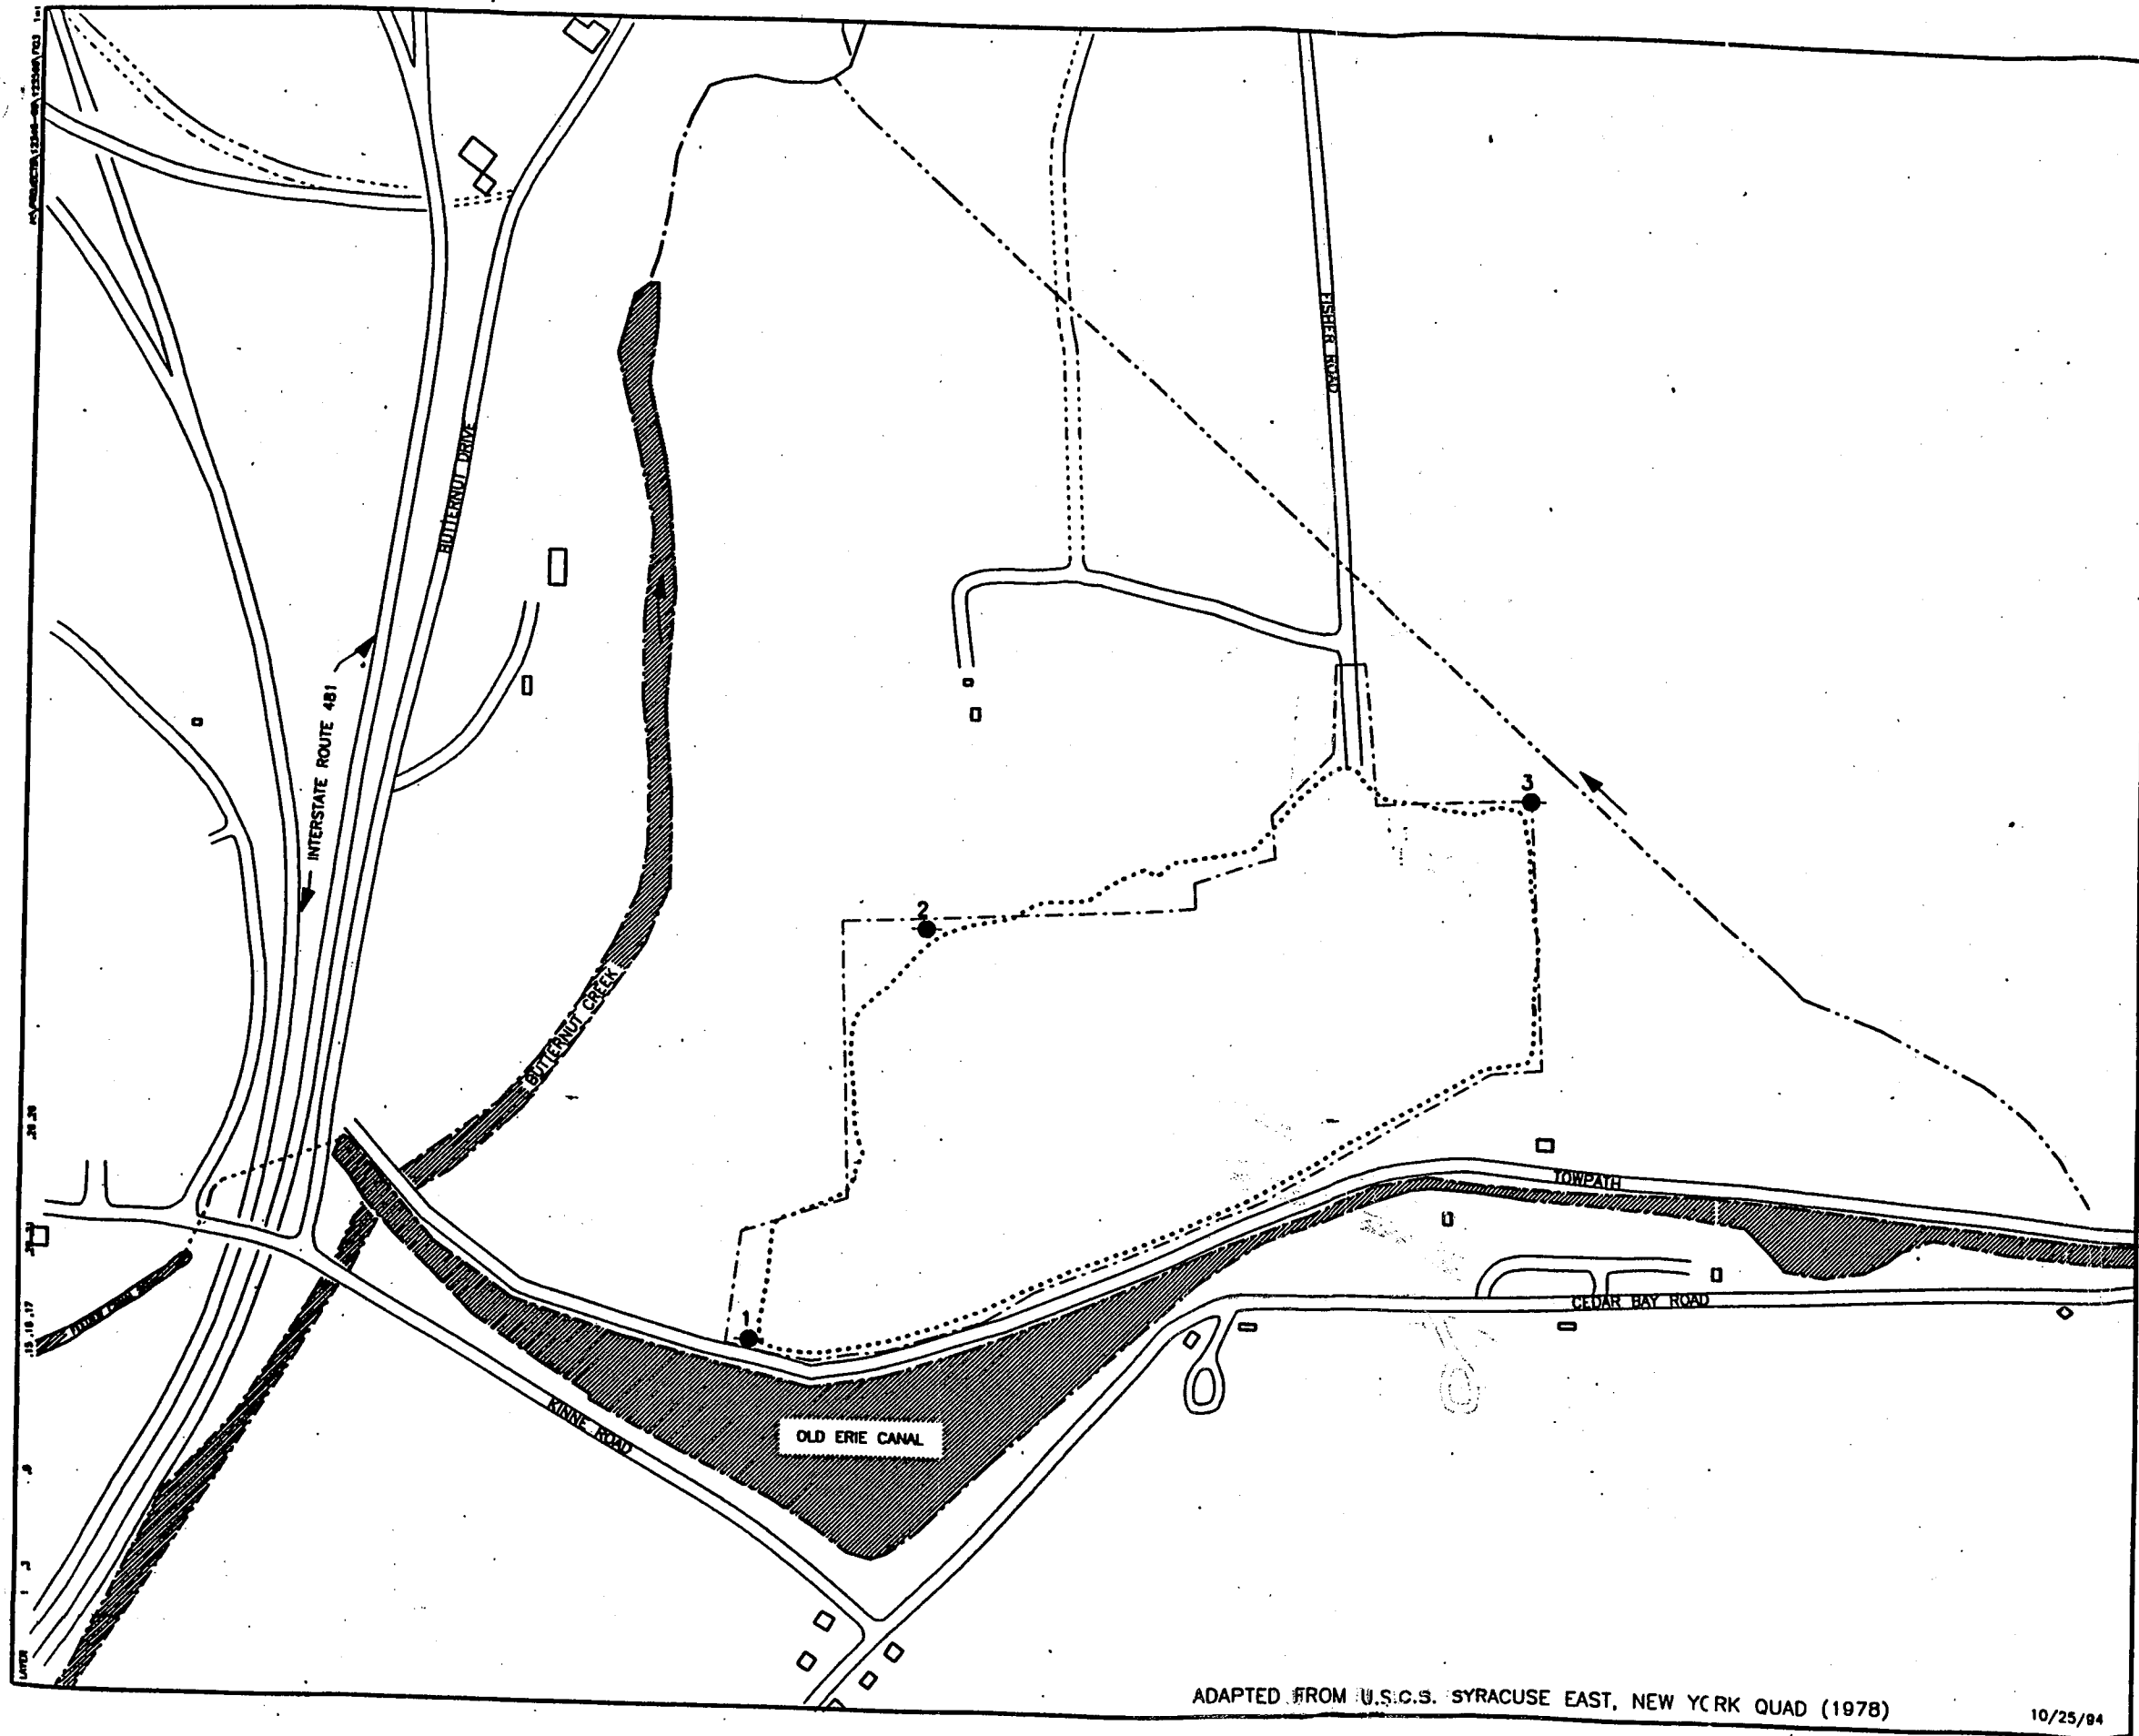 FISHER ROAD
BUTTERNUT DRIVE
INTERSTATE ROUTE 481
3
2
BUTTERNUT CREEK
TOWPATH
CEDAR BAY ROAD
1
KINNE ROAD
OLD ERIE CANAL
LAYER
ADAPTED FROM U.S.C.S. SYRACUSE EAST, NEW YORK QUAD (1978)
10/25/94